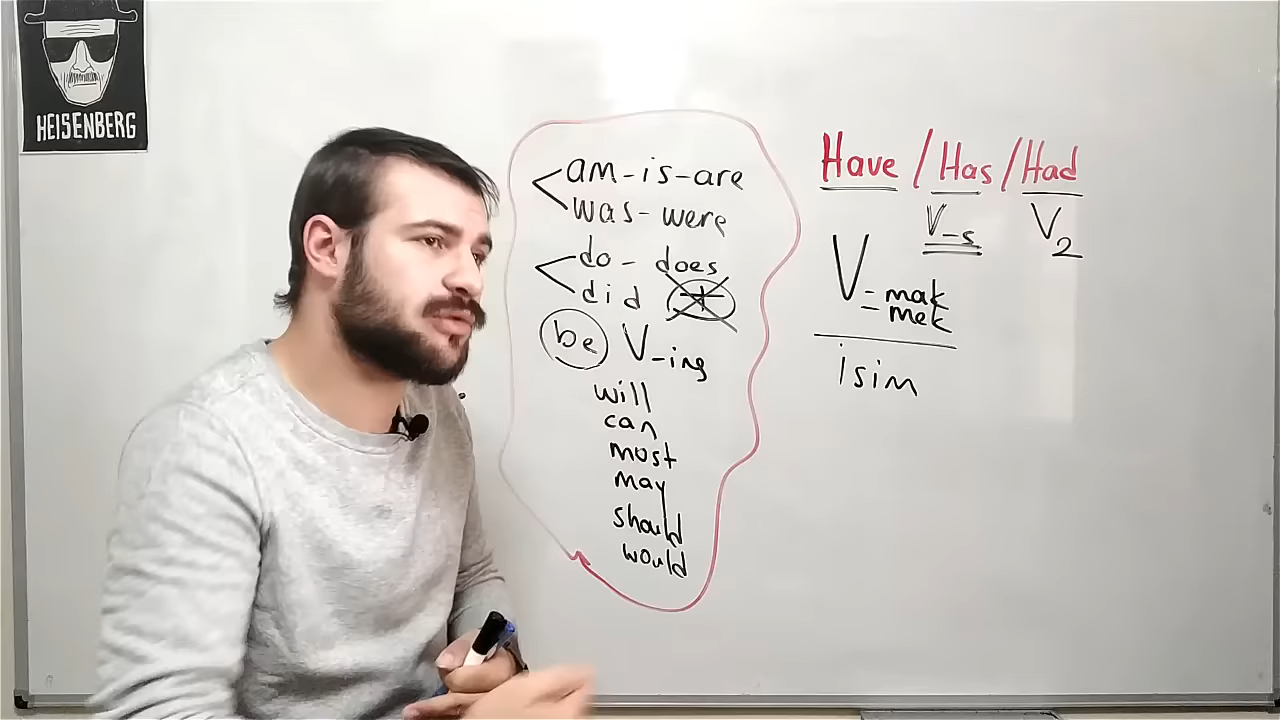 HEISENBERG
am-is-are
was-were
do - does
did +
be V-ing
will
can
most
may
should
would
Have / Has / Had
V-s V2
V-mak
-mek
isim